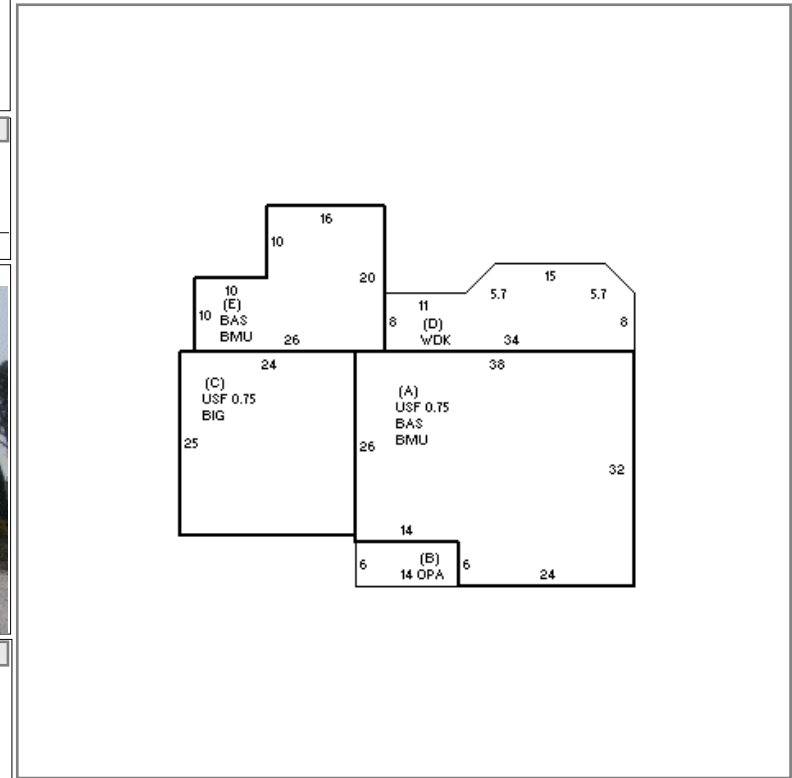 16
10
20
10
(E)
10 BAS
BMU
26
15
5.7 5.7
11
8 (D) 8
WDK 34
24
(C)
USF 0.75
BIG
25
38
(A)
USF 0.75
BAS
BMU
26
32
14
6 (B) 6
14 OPA
24